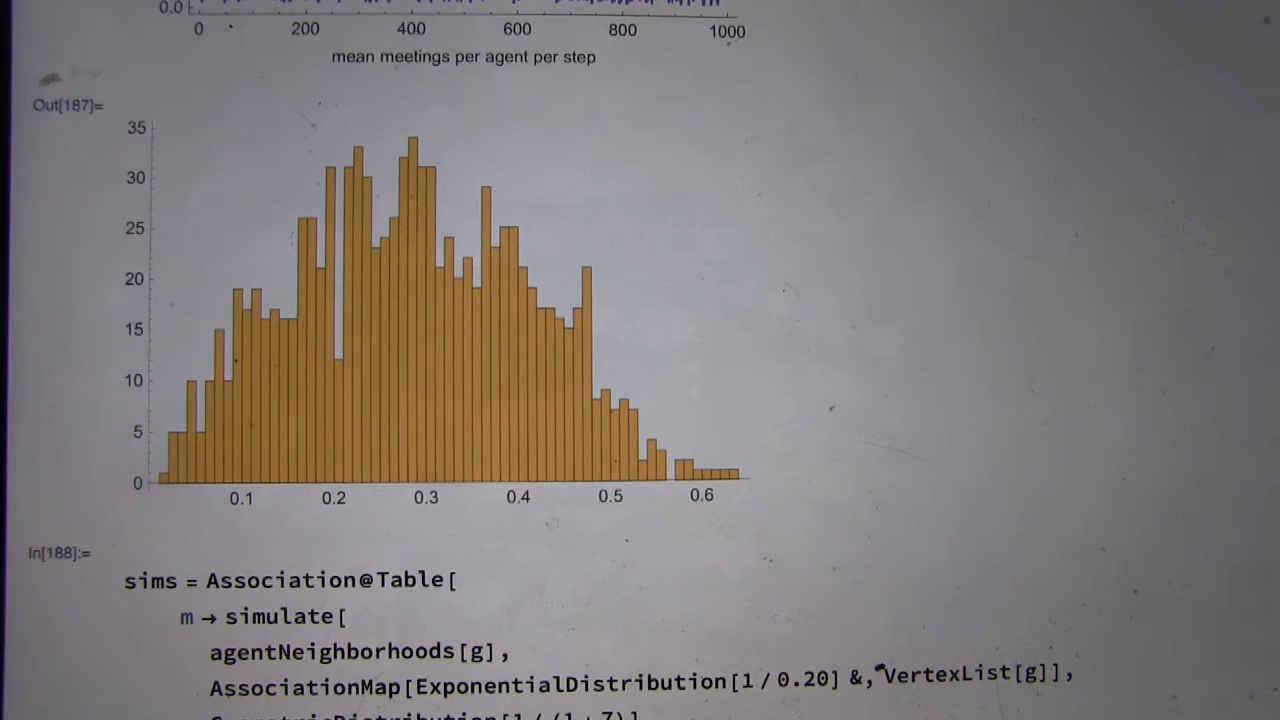 0.0
0 200 400 600 800 1000
mean meetings per agent per step
Out[187]=
35
30
25
20
15
10
5
0
0.1 0.2 0.3 0.4 0.5 0.6
In[188]:=
sims = Association@Table[
m → simulate[
agentNeighborhoods[g],
AssociationMap[ExponentialDistribution[1 / 0.20] &, VertexList[g]],